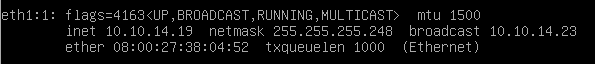 eth1:1: flags=4163<UP,BROADCAST,RUNNING,MULTICAST>  mtu 1500
        inet 10.10.14.19  netmask 255.255.255.248  broadcast 10.10.14.23
        ether 08:00:27:38:04:52  txqueuelen 1000  (Ethernet)